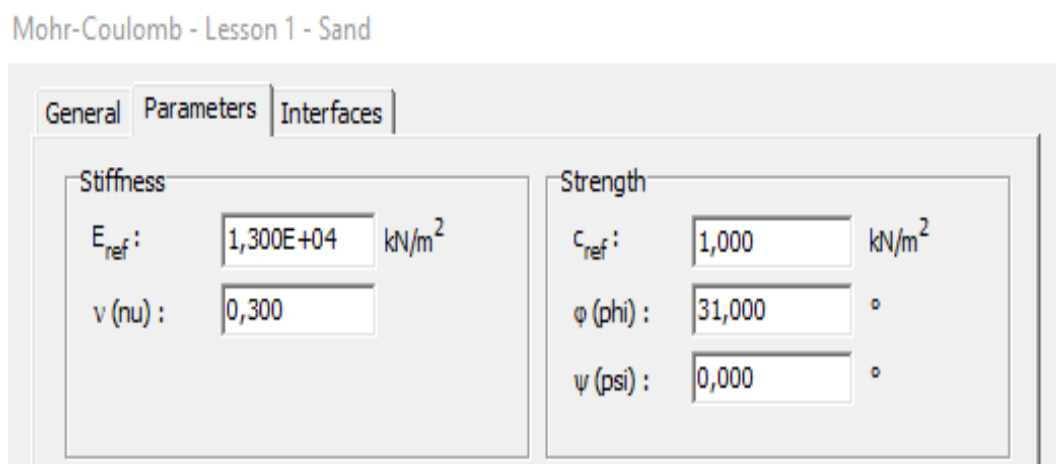 Mohr-Coulomb - Lesson 1 - Sand
General Parameters Interfaces
Stiffness
E_ref : 1,300E+04 kN/m²
ν (nu) : 0,300
Strength
c_ref : 1,000 kN/m²
φ (phi) : 31,000 °
ψ (psi) : 0,000 °